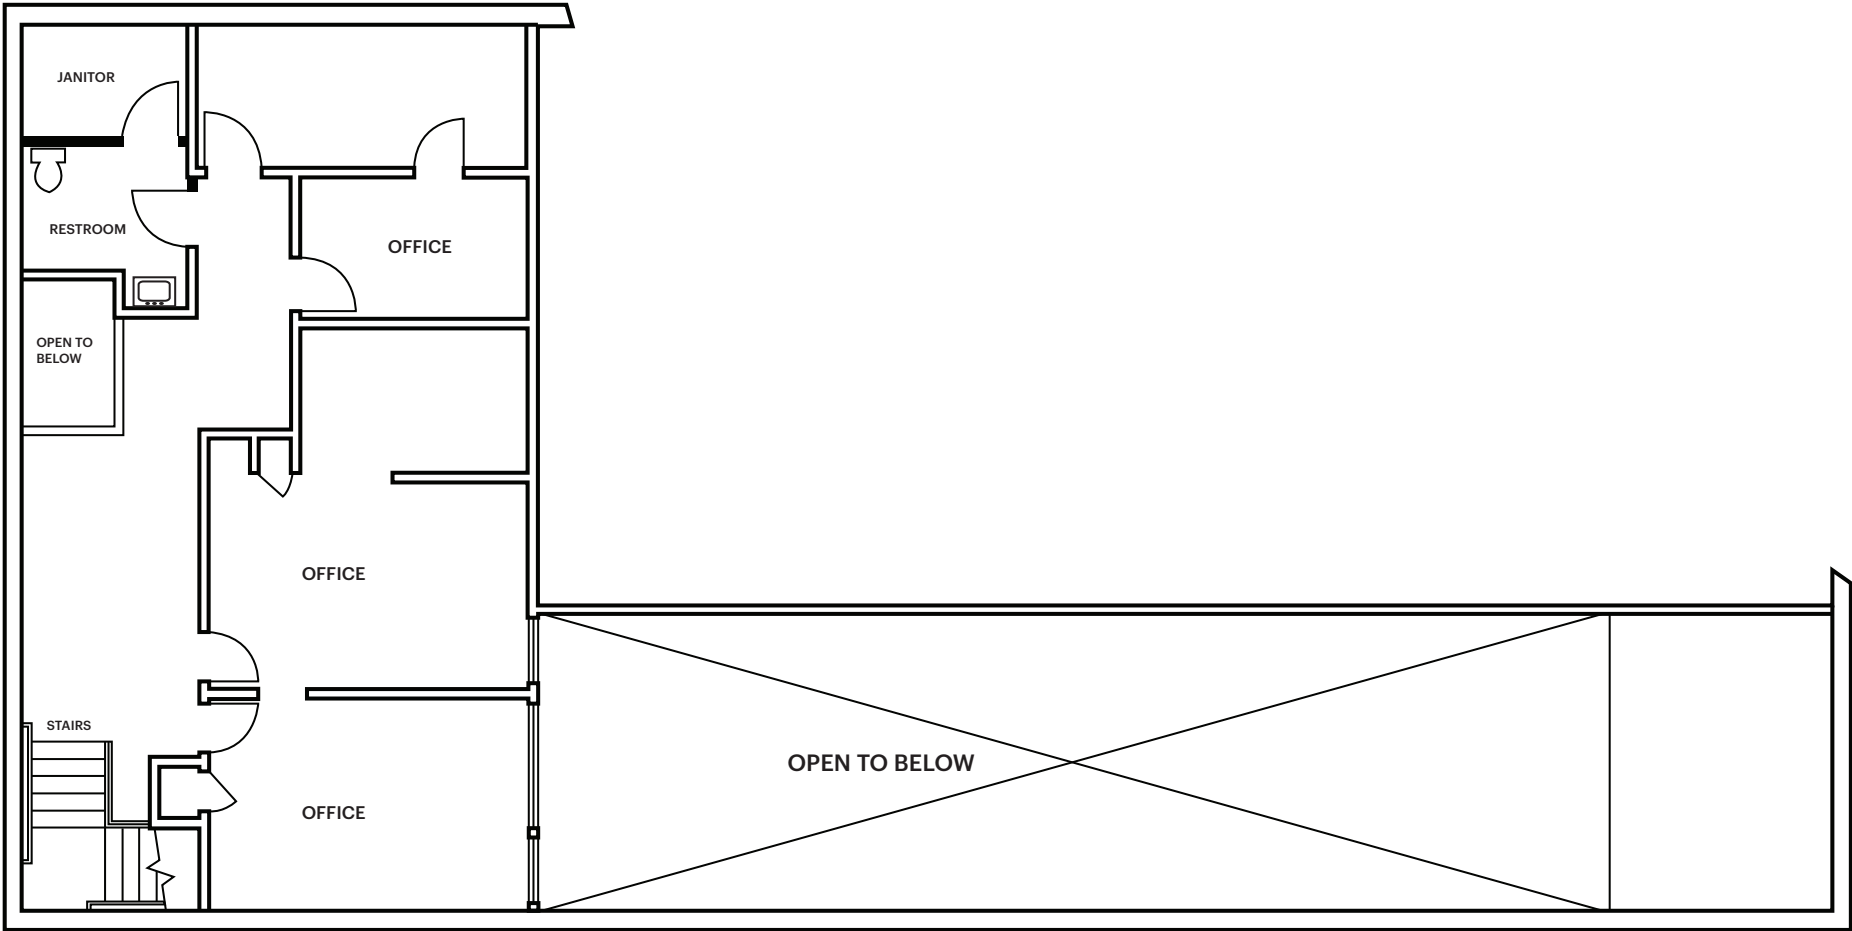 JANITOR
RESTROOM
OFFICE
OPEN TO
BELOW
OFFICE
STAIRS
OPEN TO BELOW
OFFICE